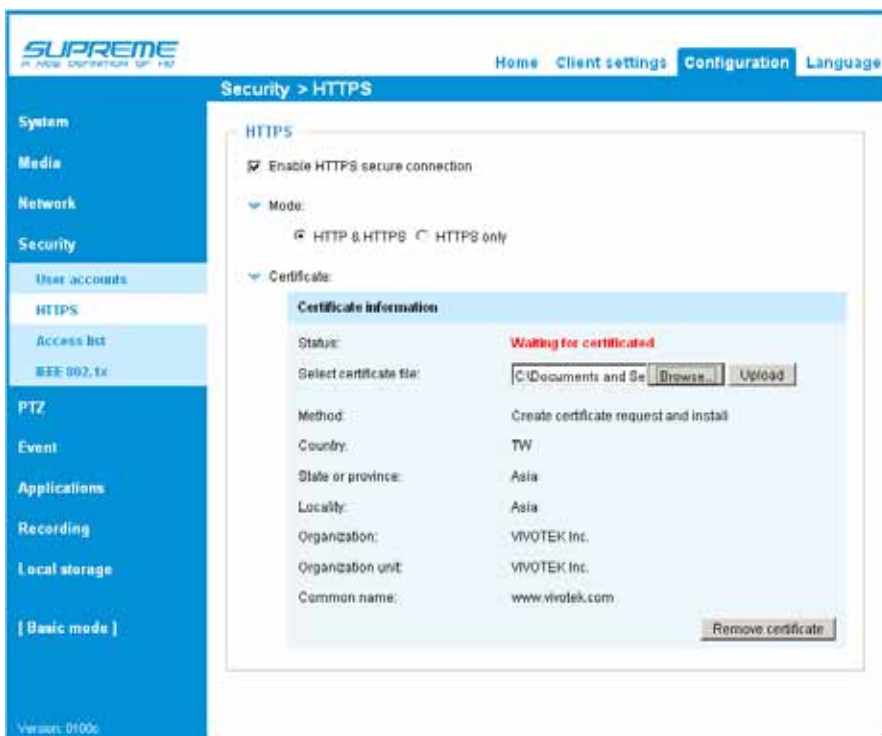 SUPREME
A NEW DEFINITION OF HD
Home Client settings Configuration Language
Security > HTTPS
System
Media
Network
Security
User accounts
HTTPS
Access list
IEEE 802.1x
PTZ
Event
Applications
Recording
Local storage
[ Basic mode ]
Version: 0100c
HTTPS
Enable HTTPS secure connection
Mode:
HTTP & HTTPS HTTPS only
Certificate:
Certificate information
Status: Waiting for certificated
Select certificate file: C:\Documents and Se Browse... Upload
Method: Create certificate request and install
Country: TW
State or province: Asia
Locality: Asia
Organization: VIVOTEK Inc.
Organization unit: VIVOTEK Inc.
Common name: www.vivotek.com
Remove certificate